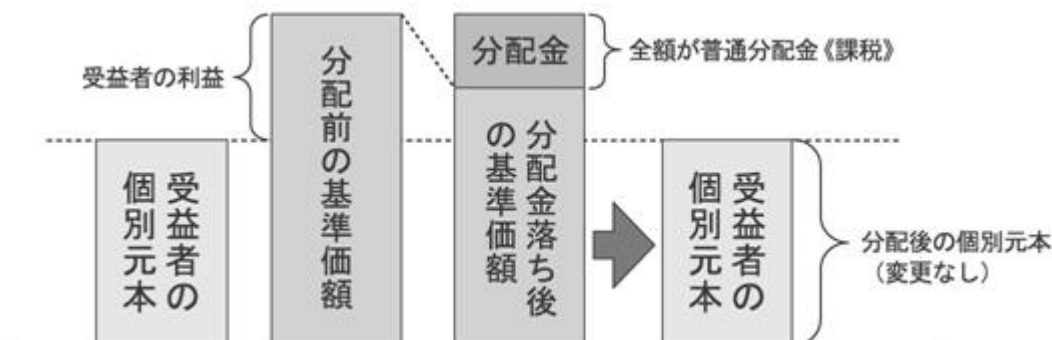 受益者の利益
受益者の
個別元本
分配前の基準価額
分配金
全額が普通分配金《課税》
分配金落ち後
の基準価額
受益者の
個別元本
分配後の個別元本
（変更なし）